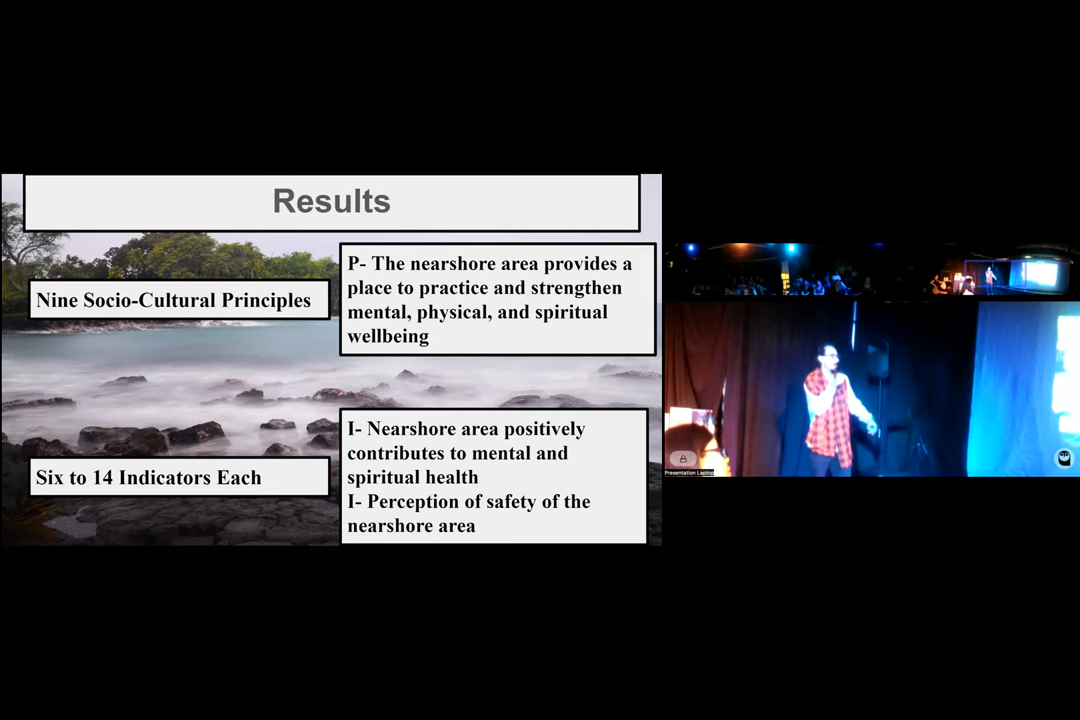 Results
Nine Socio-Cultural Principles
P- The nearshore area provides a
place to practice and strengthen
mental, physical, and spiritual
wellbeing
Six to 14 Indicators Each
I- Nearshore area positively
contributes to mental and
spiritual health
I- Perception of safety of the
nearshore area
Presentation Laptop